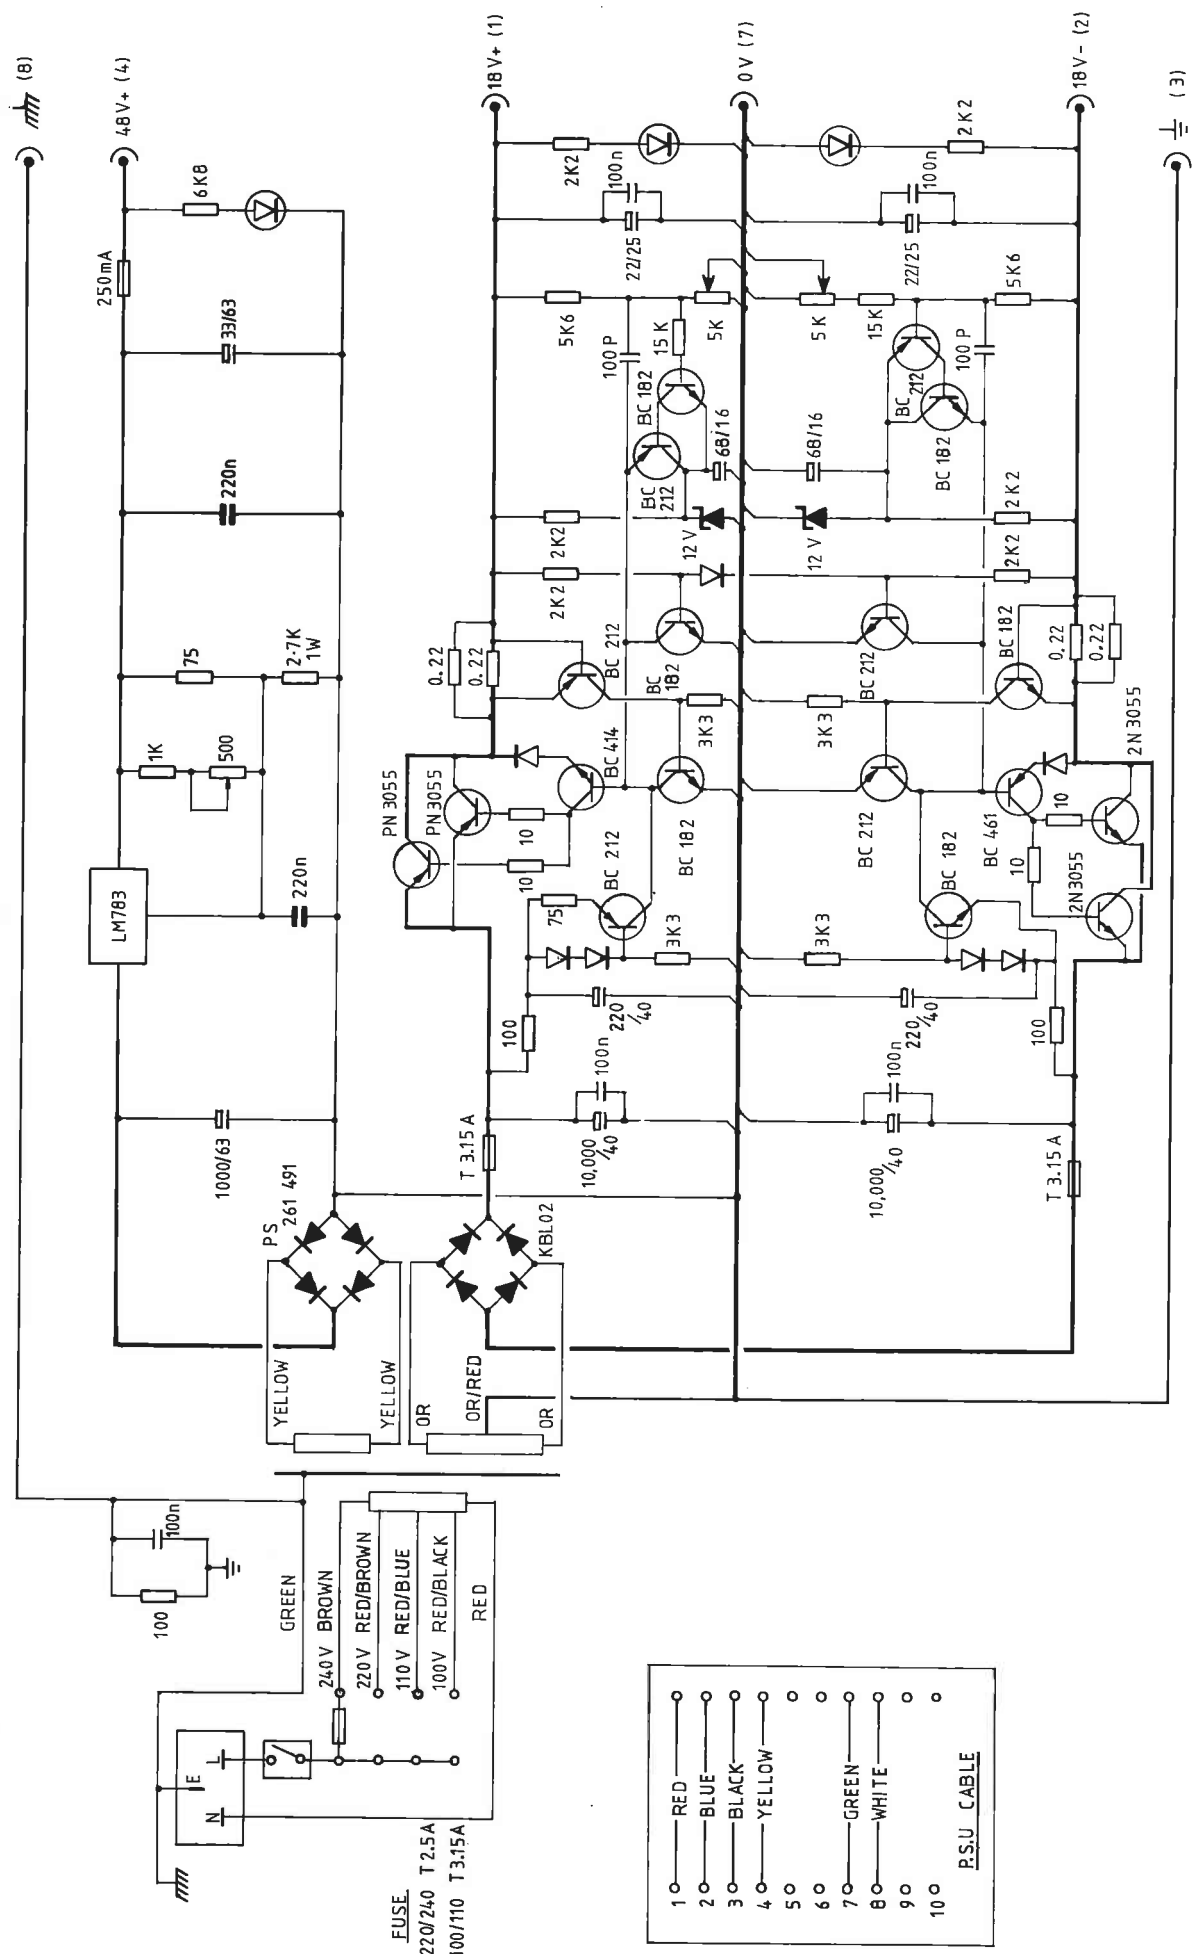 (8)
48V+ (4)
6K8
250mA
33/63
220n
75
2·7K
1W
1K
500
LM783
220n
1000/63
PS
261 491
YELLOW
YELLOW
100n
100
GREEN
240V BROWN
220V RED/BROWN
110V RED/BLUE
100V RED/BLACK
RED
L
E
N
FUSE
220/240 T 2.5A
100/110 T 3.15A
OR
OR/RED
OR
KBL02
T 3.15 A
18V+ (1)
2K2
100n
22/25
5K6
100P
15K
5K
BC 182
BC
212
68/16
2K2
12 V
2K2
0.22
0.22
BC 212
BC
182
3K3
PN3055
PN3055
BC 414
10
10
BC 212
BC 182
75
3K3
100
220
/40
100n
10,000
/40
0V (7)
5K
15K
5K6
100P
22/25
100n
2K2
68/16
BC
212
BC 182
12 V
2K2
2K2
BC 212
BC 182
0.22
0.22
3K3
BC 212
BC 182
BC 461
10
10
2N3055
2N3055
3K3
220/40
100
100n
10,000
/40
T 3.15 A
18V- (2)
(3)
1 RED
2 BLUE
3 BLACK
4 YELLOW
5
6
7 GREEN
8 WHITE
9
10
P.S.U CABLE